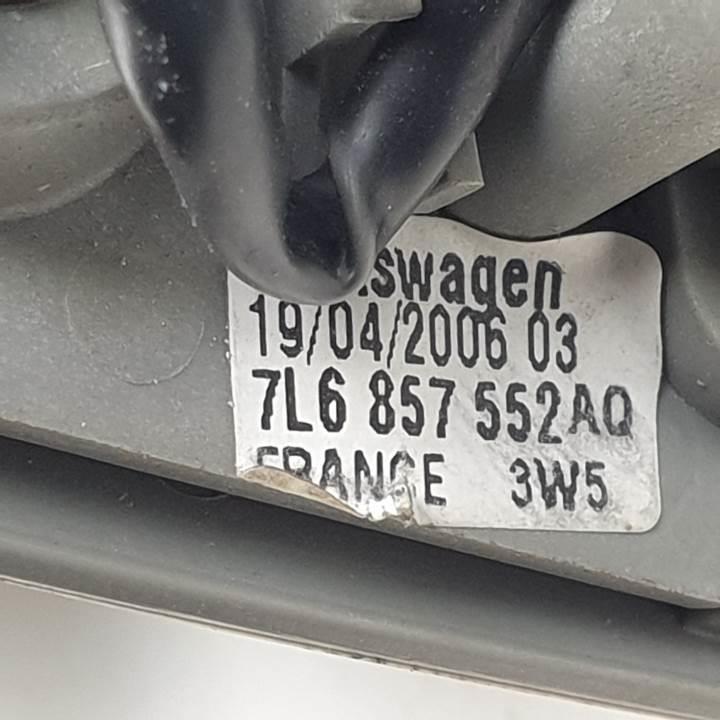 swagen
19/04/2006 03
7L6 857 552AQ
FRANCE 3W5